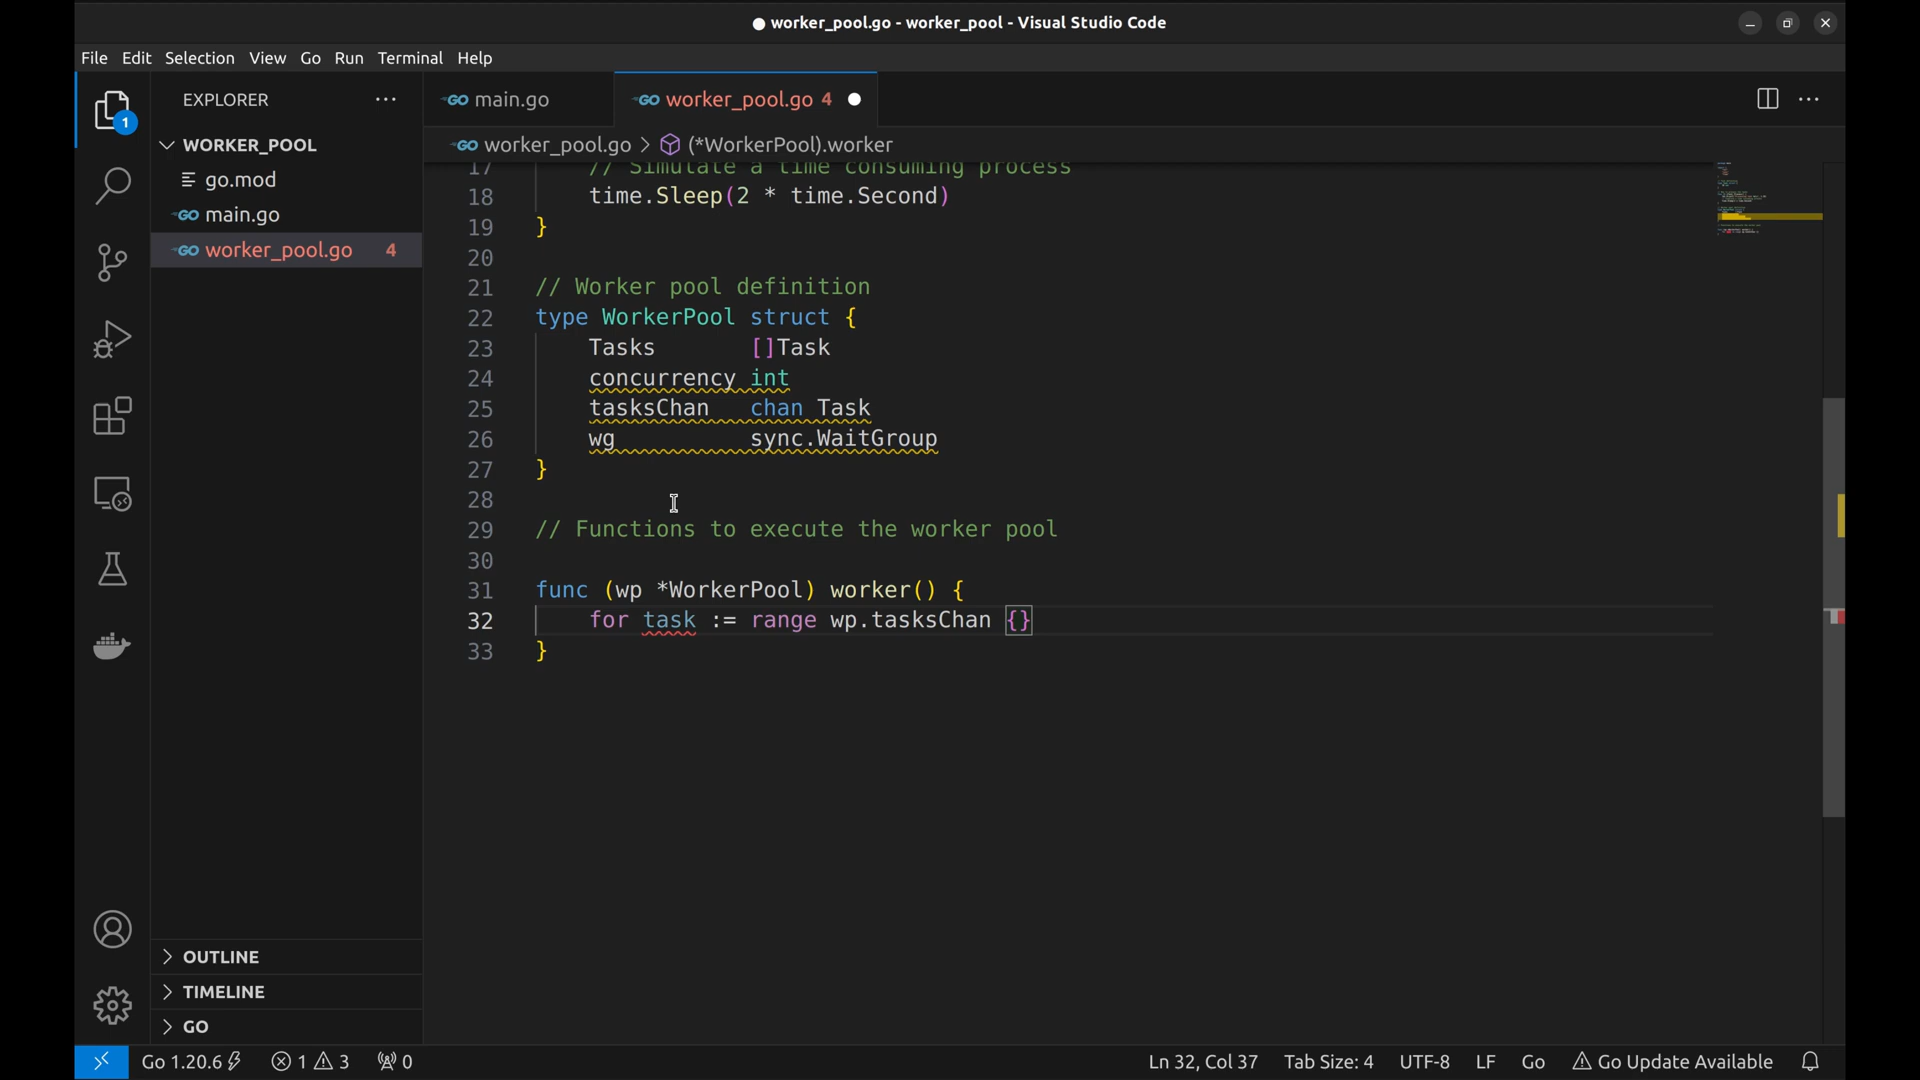 worker_pool.go - worker_pool - Visual Studio Code
File Edit Selection View Go Run Terminal Help
EXPLORER
WORKER_POOL
go.mod
main.go
worker_pool.go 4
1
OUTLINE
TIMELINE
GO
main.go worker_pool.go 4
worker_pool.go > (*WorkerPool).worker
17 // Simulate a time consuming process
18 time.Sleep(2 * time.Second)
19 }
20
21 // Worker pool definition
22 type WorkerPool struct {
23 Tasks []Task
24 concurrency int
25 tasksChan chan Task
26 wg sync.WaitGroup
27 }
28
29 // Functions to execute the worker pool
30
31 func (wp *WorkerPool) worker() {
32 for task := range wp.tasksChan {}
33 }
Go 1.20.6 1 3 0 Ln 32, Col 37 Tab Size: 4 UTF-8 LF Go Go Update Available